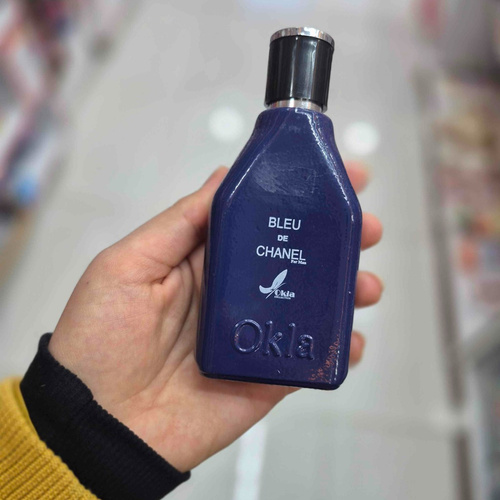 BLEU
DE
CHANEL
For Men
Okla
Okla